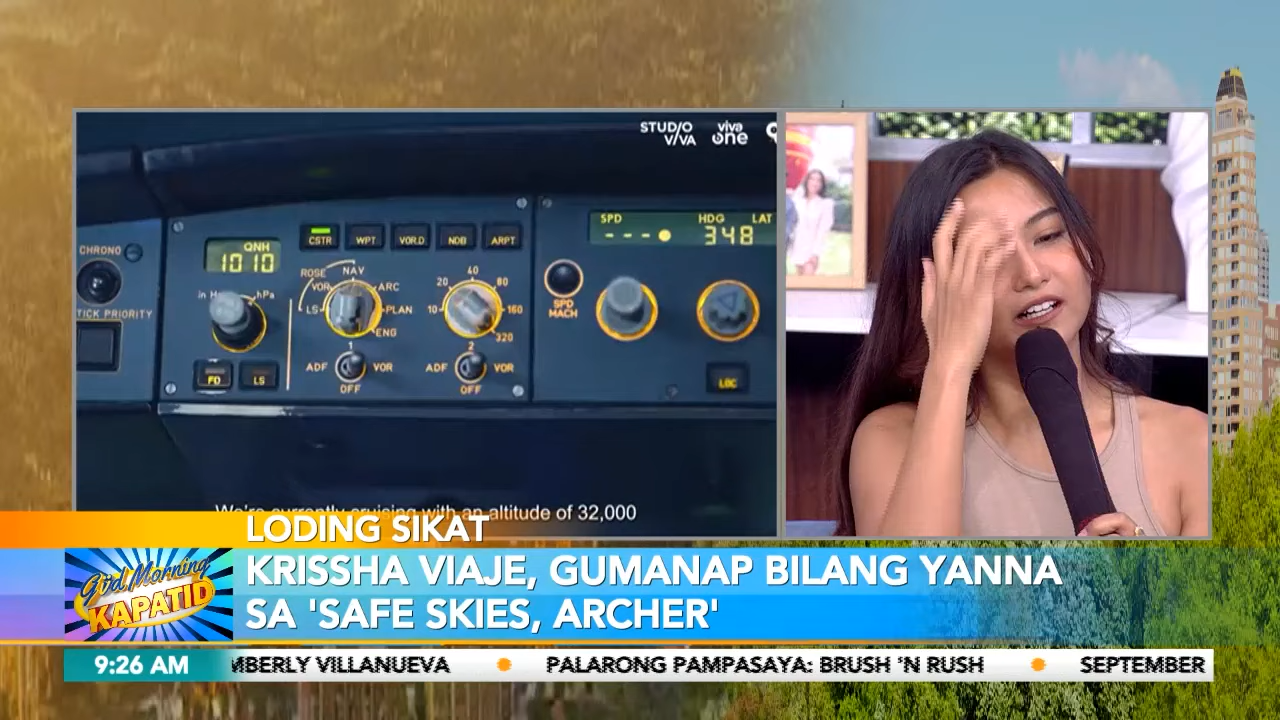 STUDIO
VIVA
viva
one
CHRONO
QNH
1010
CSTR
WPT
VOR.D
NDB
ARPT
SPD
HDG
LAT
---
348
ROSE
NAV
VOR
ARC
LS
PLAN
ENG
in Hg
hPa
10
20
40
80
160
320
SPD
MACH
TICK PRIORITY
FD
LS
1
ADF
VOR
OFF
2
ADF
VOR
OFF
LOC
We're currently cruising with an altitude of 32,000
LODING SIKAT
Gud Morning
KAPATID
KRISSHA VIAJE, GUMANAP BILANG YANNA
SA 'SAFE SKIES, ARCHER'
9:26 AM
MBERLY VILLANUEVA
PALARONG PAMPASAYA: BRUSH 'N RUSH
SEPTEMBER